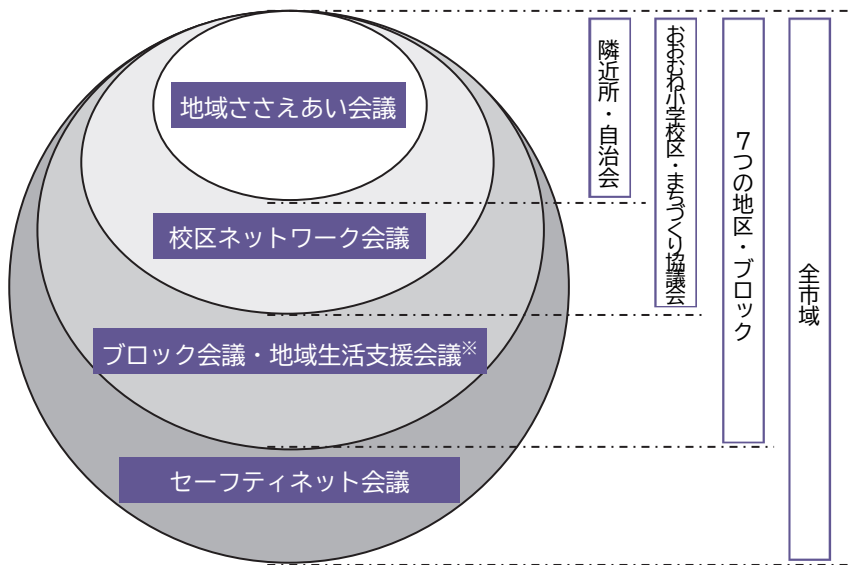 地域ささえあい会議
校区ネットワーク会議
ブロック会議・地域生活支援会議※
セーフティネット会議
隣近所・自治会
おおむね小学校区・まちづくり協議会
7つの地区・ブロック
全市域